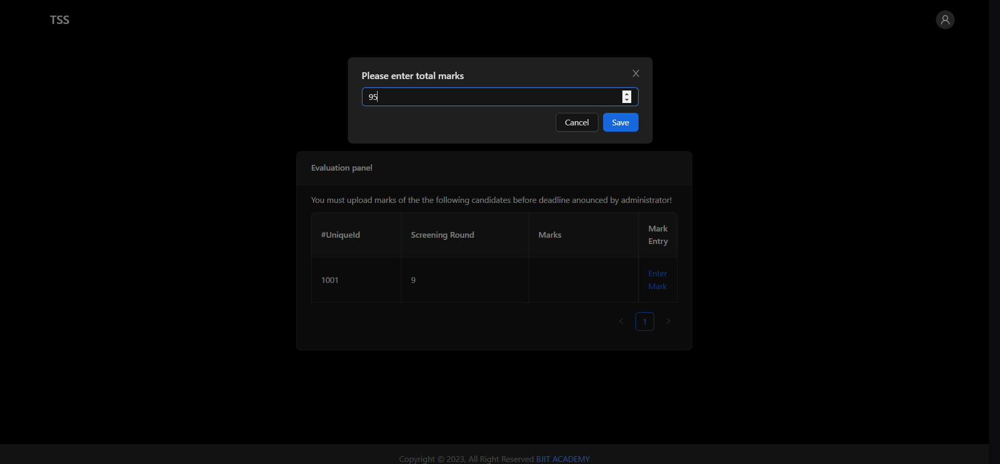 TSS
Please enter total marks
95
Cancel Save
Evaluation panel
You must upload marks of the the following candidates before deadline anounced by administrator!
#UniqueId Screening Round Marks Mark Entry
1001 9 Enter Mark
1
Copyright © 2023, All Right Reserved BJIT ACADEMY